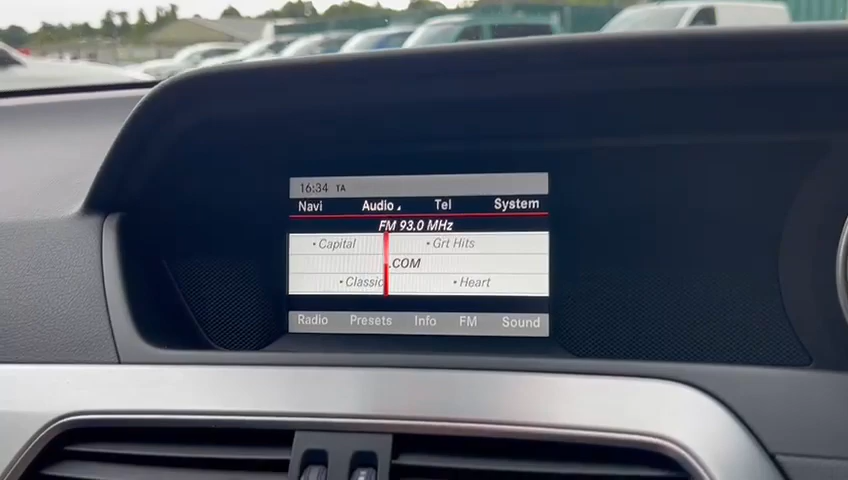 16:34 TA
Navi Audio Tel System
FM 93.0 MHz
• Capital • Grt Hits
.COM
• Classic • Heart
Radio Presets Info FM Sound